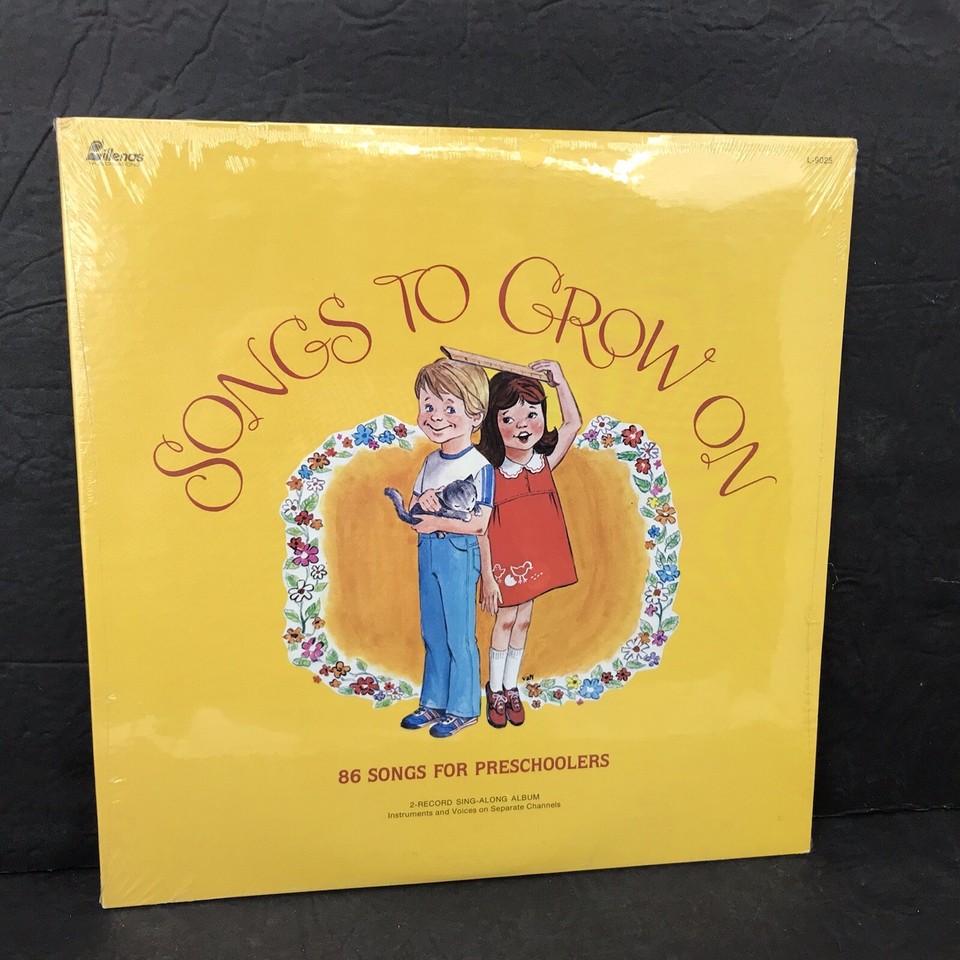 Lillenas
L-9025
SONGS TO GROW ON
VAM
86 SONGS FOR PRESCHOOLERS
2-RECORD SING-ALONG ALBUM
Instruments and Voices on Separate Channels